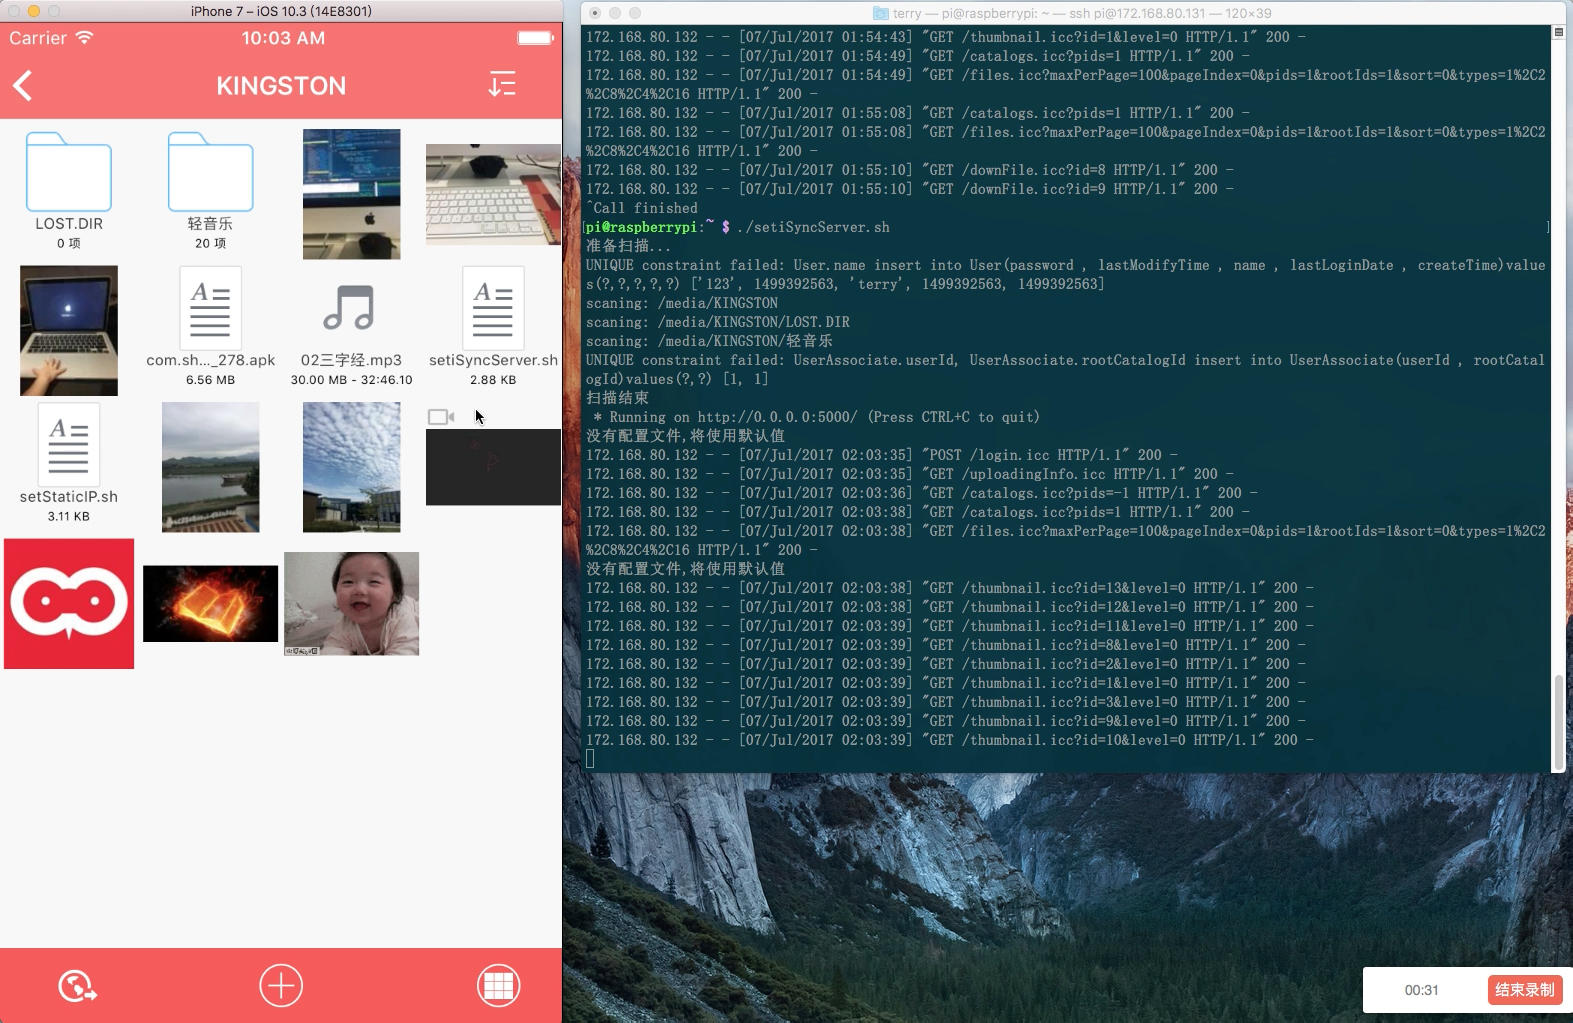 iPhone 7 – iOS 10.3 (14E8301)
Carrier
10:03 AM
KINGSTON
LOST.DIR
0 项
轻音乐
20 项
com.sh..._278.apk
6.56 MB
02三字经.mp3
30.00 MB - 32:46.10
setiSyncServer.sh
2.88 KB
setStaticIP.sh
3.11 KB
terry — pi@raspberrypi: ~ — ssh pi@172.168.80.131 — 120×39
172.168.80.132 - - [07/Jul/2017 01:54:43] "GET /thumbnail.icc?id=1&level=0 HTTP/1.1" 200 -
172.168.80.132 - - [07/Jul/2017 01:54:49] "GET /catalogs.icc?pids=1 HTTP/1.1" 200 -
172.168.80.132 - - [07/Jul/2017 01:54:49] "GET /files.icc?maxPerPage=100&pageIndex=0&pids=1&rootIds=1&sort=0&types=1%2C2
%2C8%2C4%2C16 HTTP/1.1" 200 -
172.168.80.132 - - [07/Jul/2017 01:55:08] "GET /catalogs.icc?pids=1 HTTP/1.1" 200 -
172.168.80.132 - - [07/Jul/2017 01:55:08] "GET /files.icc?maxPerPage=100&pageIndex=0&pids=1&rootIds=1&sort=0&types=1%2C2
%2C8%2C4%2C16 HTTP/1.1" 200 -
172.168.80.132 - - [07/Jul/2017 01:55:10] "GET /downFile.icc?id=8 HTTP/1.1" 200 -
172.168.80.132 - - [07/Jul/2017 01:55:10] "GET /downFile.icc?id=9 HTTP/1.1" 200 -
^Call finished
[pi@raspberrypi:~ $ ./setiSyncServer.sh ]
准备扫描...
UNIQUE constraint failed: User.name insert into User(password , lastModifyTime , name , lastLoginDate , createTime)value
s(?,?,?,?,?) ['123', 1499392563, 'terry', 1499392563, 1499392563]
scaning: /media/KINGSTON
scaning: /media/KINGSTON/LOST.DIR
scaning: /media/KINGSTON/轻音乐
UNIQUE constraint failed: UserAssociate.userId, UserAssociate.rootCatalogId insert into UserAssociate(userId , rootCatal
ogId)values(?,?) [1, 1]
扫描结束
 * Running on http://0.0.0.0:5000/ (Press CTRL+C to quit)
没有配置文件,将使用默认值
172.168.80.132 - - [07/Jul/2017 02:03:35] "POST /login.icc HTTP/1.1" 200 -
172.168.80.132 - - [07/Jul/2017 02:03:35] "GET /uploadingInfo.icc HTTP/1.1" 200 -
172.168.80.132 - - [07/Jul/2017 02:03:36] "GET /catalogs.icc?pids=-1 HTTP/1.1" 200 -
172.168.80.132 - - [07/Jul/2017 02:03:38] "GET /catalogs.icc?pids=1 HTTP/1.1" 200 -
172.168.80.132 - - [07/Jul/2017 02:03:38] "GET /files.icc?maxPerPage=100&pageIndex=0&pids=1&rootIds=1&sort=0&types=1%2C2
%2C8%2C4%2C16 HTTP/1.1" 200 -
没有配置文件,将使用默认值
172.168.80.132 - - [07/Jul/2017 02:03:38] "GET /thumbnail.icc?id=13&level=0 HTTP/1.1" 200 -
172.168.80.132 - - [07/Jul/2017 02:03:38] "GET /thumbnail.icc?id=12&level=0 HTTP/1.1" 200 -
172.168.80.132 - - [07/Jul/2017 02:03:39] "GET /thumbnail.icc?id=11&level=0 HTTP/1.1" 200 -
172.168.80.132 - - [07/Jul/2017 02:03:39] "GET /thumbnail.icc?id=8&level=0 HTTP/1.1" 200 -
172.168.80.132 - - [07/Jul/2017 02:03:39] "GET /thumbnail.icc?id=2&level=0 HTTP/1.1" 200 -
172.168.80.132 - - [07/Jul/2017 02:03:39] "GET /thumbnail.icc?id=1&level=0 HTTP/1.1" 200 -
172.168.80.132 - - [07/Jul/2017 02:03:39] "GET /thumbnail.icc?id=3&level=0 HTTP/1.1" 200 -
172.168.80.132 - - [07/Jul/2017 02:03:39] "GET /thumbnail.icc?id=9&level=0 HTTP/1.1" 200 -
172.168.80.132 - - [07/Jul/2017 02:03:39] "GET /thumbnail.icc?id=10&level=0 HTTP/1.1" 200 -
00:31
结束录制